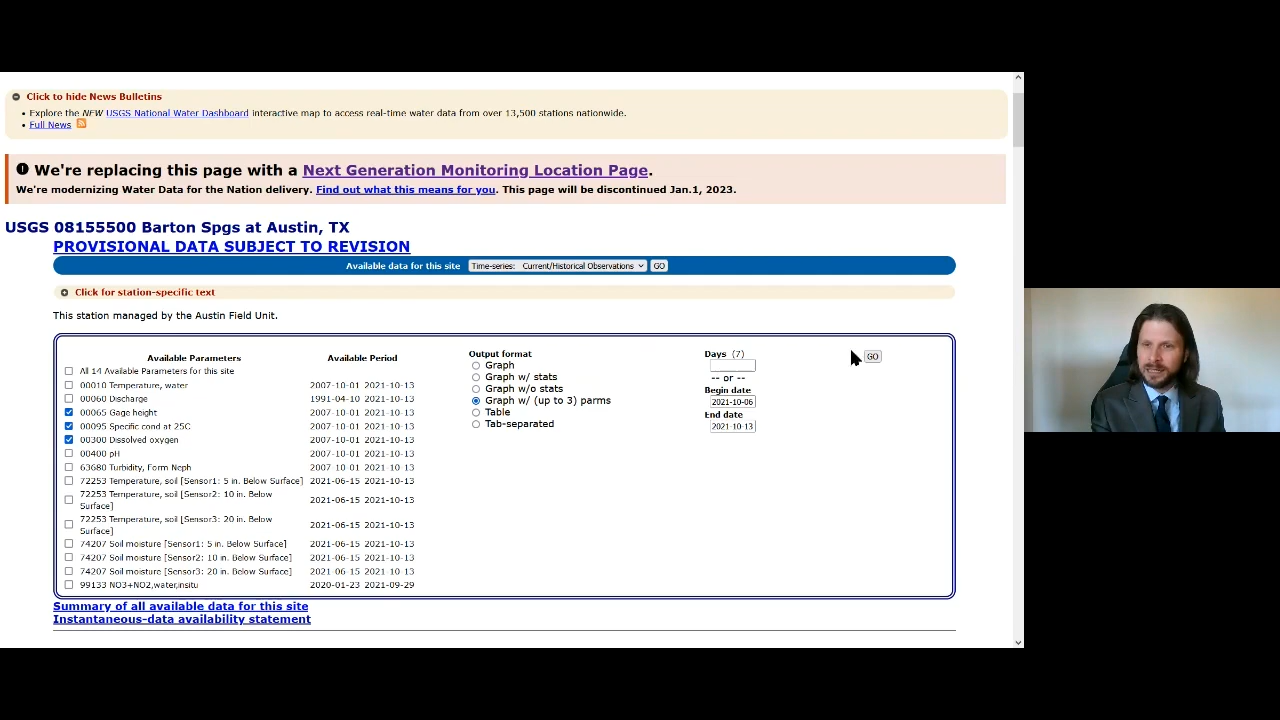 Click to hide News Bulletins
• Explore the NEW USGS National Water Dashboard interactive map to access real-time water data from over 13,500 stations nationwide.
• Full News
We're replacing this page with a Next Generation Monitoring Location Page.
We're modernizing Water Data for the Nation delivery. Find out what this means for you. This page will be discontinued Jan.1, 2023.
USGS 08155500 Barton Spgs at Austin, TX
PROVISIONAL DATA SUBJECT TO REVISION
Available data for this site Time-series: Current/Historical Observations GO
Click for station-specific text
This station managed by the Austin Field Unit.
Available Parameters Available Period
All 14 Available Parameters for this site
00010 Temperature, water 2007-10-01 2021-10-13
00060 Discharge 1991-04-10 2021-10-13
00065 Gage height 2007-10-01 2021-10-13
00095 Specific cond at 25C 2007-10-01 2021-10-13
00300 Dissolved oxygen 2007-10-01 2021-10-13
00400 pH 2007-10-01 2021-10-13
63680 Turbidity, Form Neph 2007-10-01 2021-10-13
72253 Temperature, soil [Sensor1: 5 in. Below Surface] 2021-06-15 2021-10-13
72253 Temperature, soil [Sensor2: 10 in. Below
Surface] 2021-06-15 2021-10-13
72253 Temperature, soil [Sensor3: 20 in. Below
Surface] 2021-06-15 2021-10-13
74207 Soil moisture [Sensor1: 5 in. Below Surface] 2021-06-15 2021-10-13
74207 Soil moisture [Sensor2: 10 in. Below Surface] 2021-06-15 2021-10-13
74207 Soil moisture [Sensor3: 20 in. Below Surface] 2021-06-15 2021-10-13
99133 NO3+NO2,water,insitu 2020-01-23 2021-09-29
Output format
Graph
Graph w/ stats
Graph w/o stats
Graph w/ (up to 3) parms
Table
Tab-separated
Days (7)
-- or --
Begin date
2021-10-06
End date
2021-10-13
GO
Summary of all available data for this site
Instantaneous-data availability statement